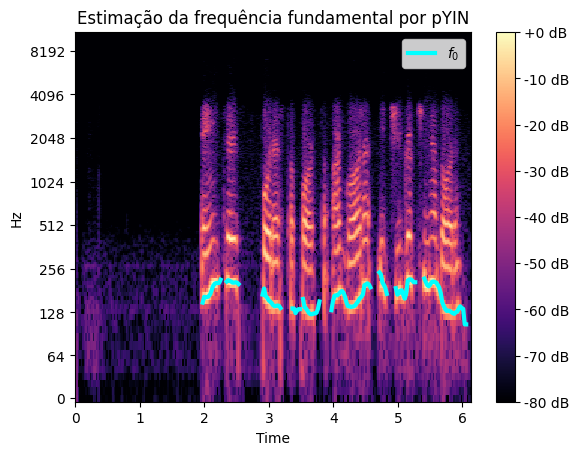 Estimação da frequência fundamental por pYIN
f0
Hz
8192
4096
2048
1024
512
256
128
64
0
0 1 2 3 4 5 6
Time
+0 dB
-10 dB
-20 dB
-30 dB
-40 dB
-50 dB
-60 dB
-70 dB
-80 dB